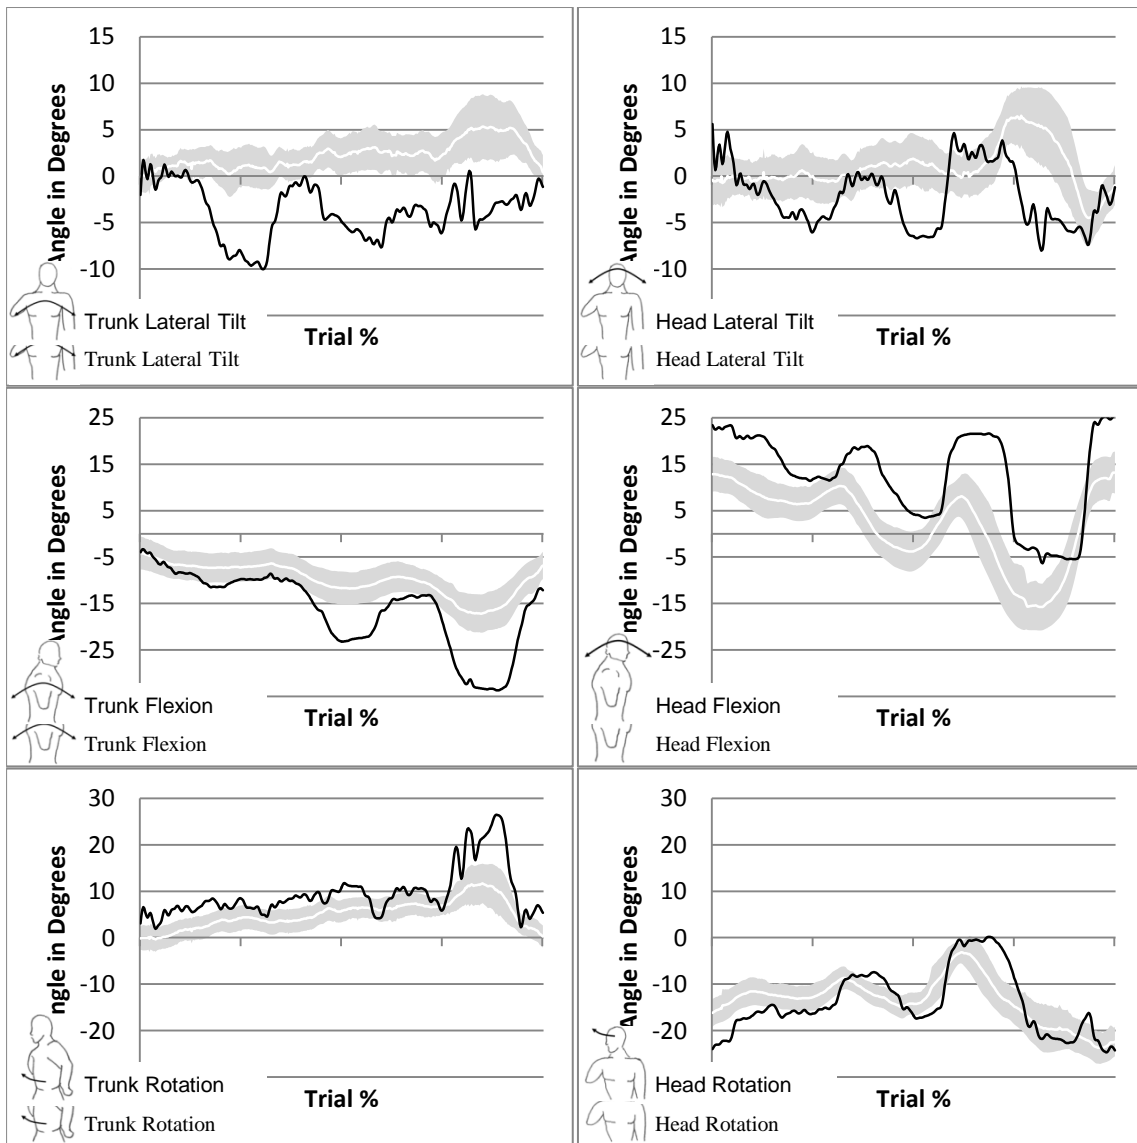 15
10
5
0
-5
-10
Angle in Degrees
Trunk Lateral Tilt
Trial %
Trunk Lateral Tilt
15
10
5
0
-5
-10
Angle in Degrees
Head Lateral Tilt
Trial %
Head Lateral Tilt
25
15
5
-5
-15
-25
Angle in Degrees
Trunk Flexion
Trial %
Trunk Flexion
25
15
5
-5
-15
-25
ngle in Degrees
Head Flexion
Trial %
Head Flexion
30
20
10
0
-10
-20
ngle in Degrees
Trunk Rotation
Trial %
Trunk Rotation
30
20
10
0
-10
-20
Angle in Degrees
Head Rotation
Trial %
Head Rotation